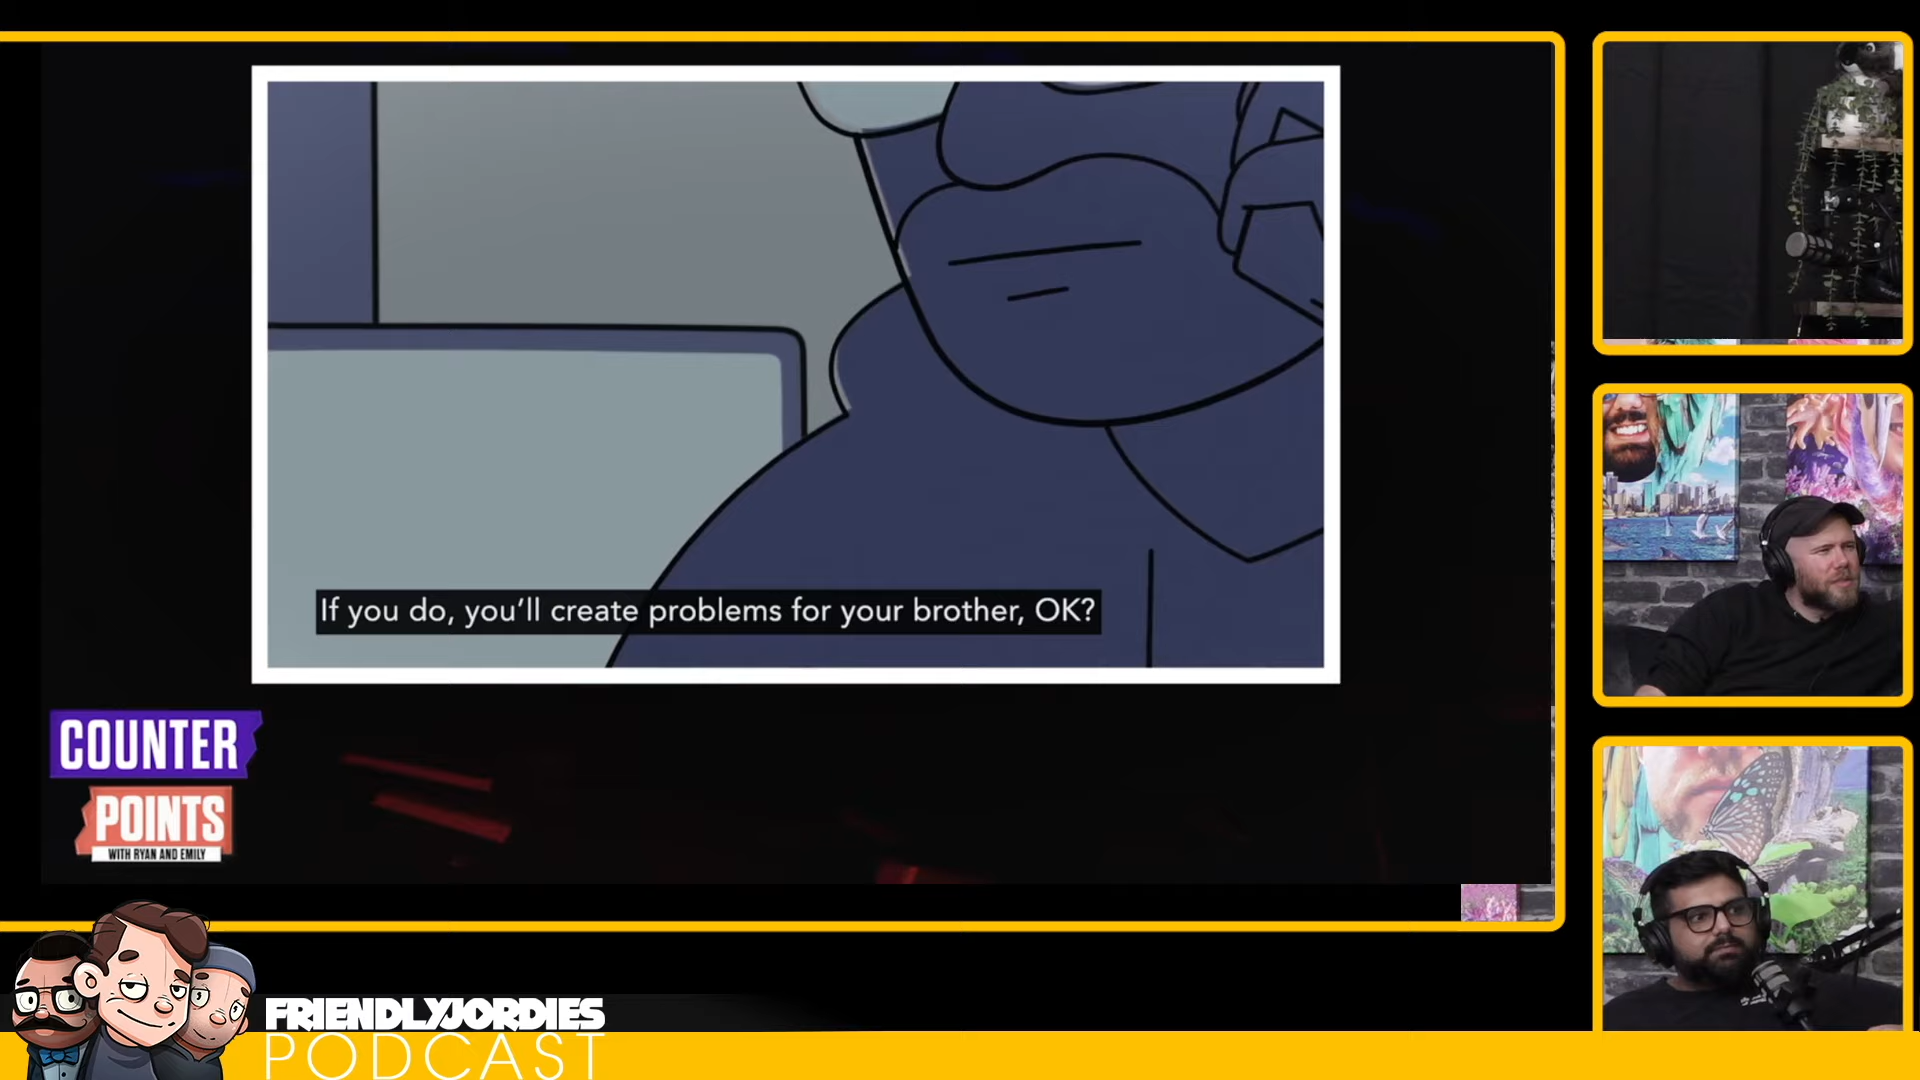 If you do, you'll create problems for your brother, OK?
COUNTER
POINTS
WITH RYAN AND EMILY
FRIENDLYJORDIES
PODCAST